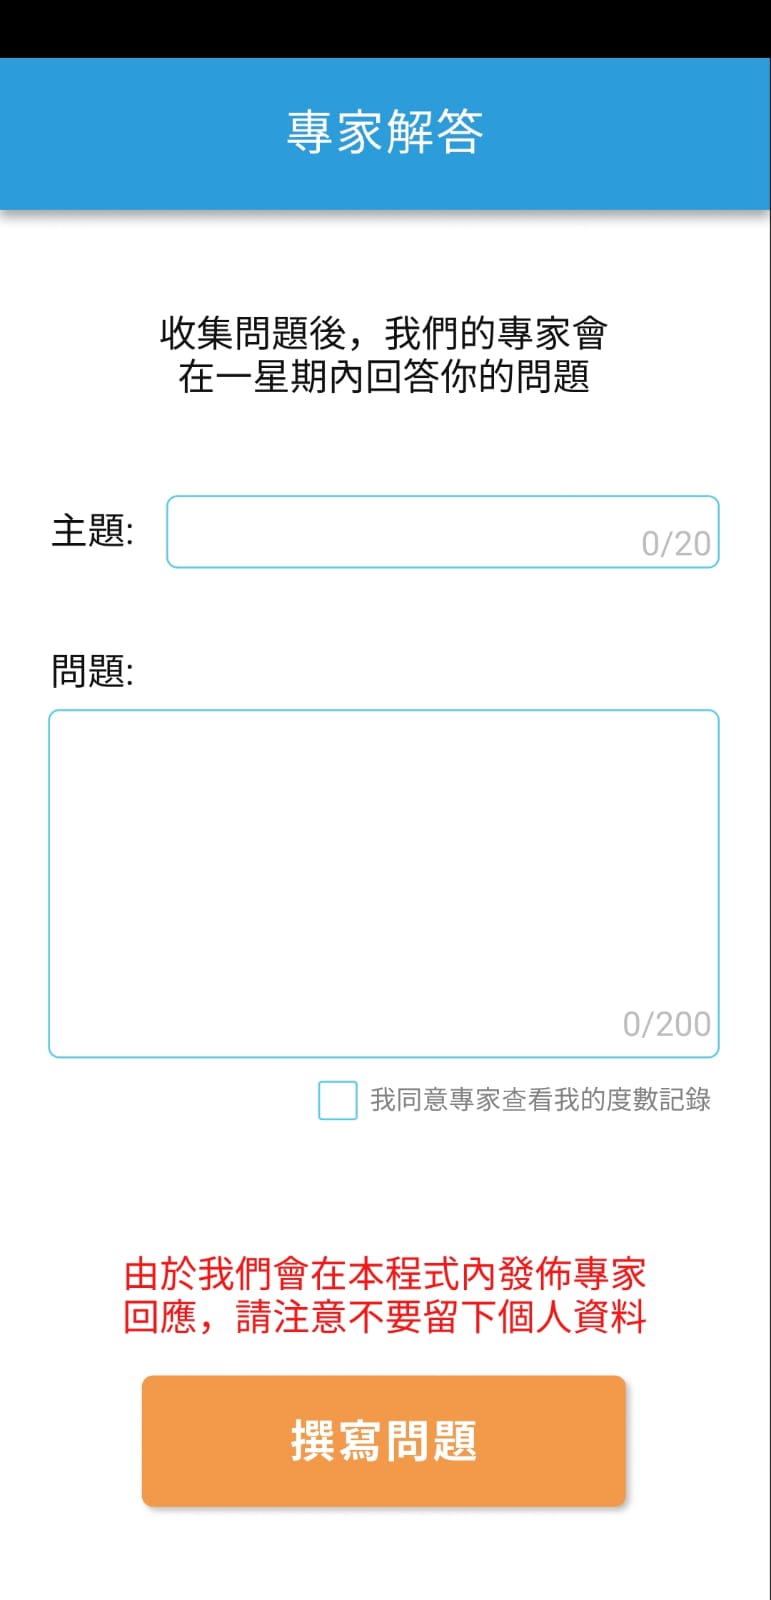 專家解答
收集問題後，我們的專家會
在一星期內回答你的問題
主題:
0/20
問題:
0/200
我同意專家查看我的度數記錄
由於我們會在本程式內發佈專家
回應，請注意不要留下個人資料
撰寫問題